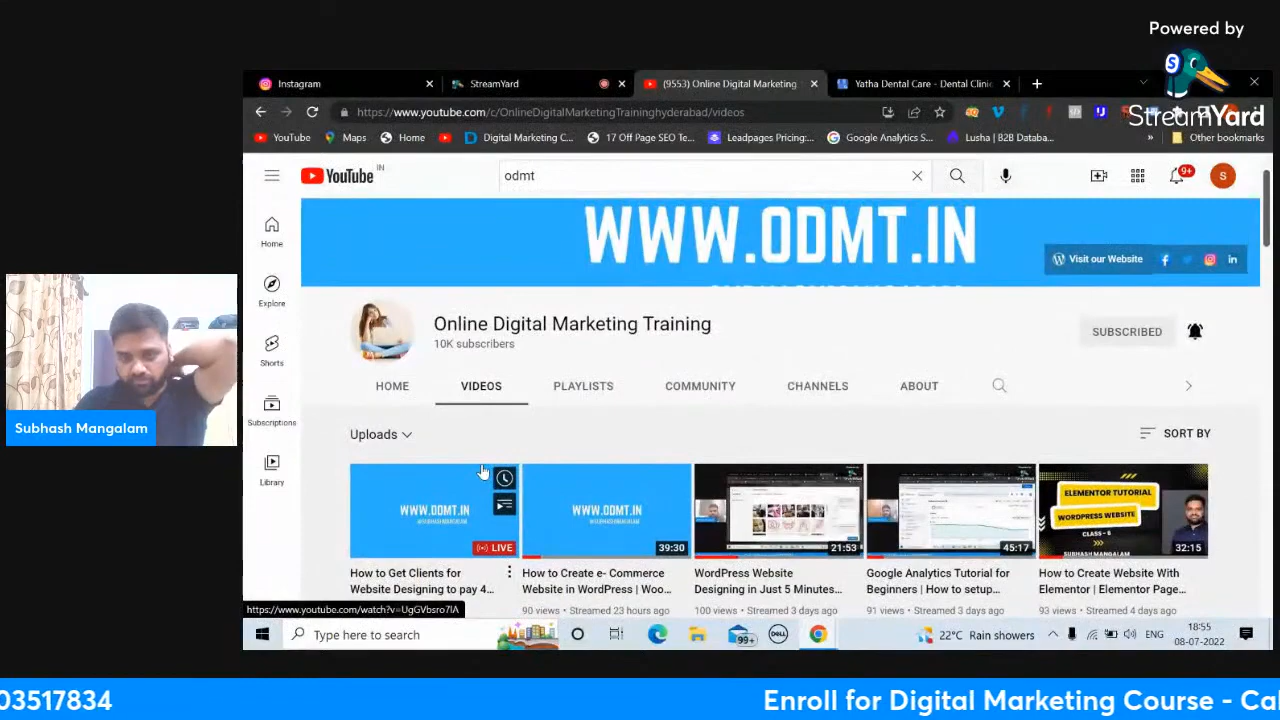 Powered by
StreamYard
Instagram
StreamYard
(9553) Online Digital Marketing
Yatha Dental Care - Dental Clinic
https://www.youtube.com/c/OnlineDigitalMarketingTraininghyderabad/videos
YouTube
Maps
Home
Digital Marketing C...
17 Off Page SEO Te...
Leadpages Pricing:...
Google Analytics S...
Lusha | B2B Databa...
Other bookmarks
YouTube IN
odmt
9+
S
Home
Explore
Shorts
Subscriptions
Library
WWW.ODMT.IN
Visit our Website
Online Digital Marketing Training
10K subscribers
SUBSCRIBED
HOME
VIDEOS
PLAYLISTS
COMMUNITY
CHANNELS
ABOUT
Uploads
SORT BY
WWW.ODMT.IN
LIVE
WWW.ODMT.IN
39:30
21:53
45:17
ELEMENTOR TUTORIAL
WORDPRESS WEBSITE
CLASS - 6
SUBHASH MANGALAM
32:15
How to Get Clients for
Website Designing to pay 4...
How to Create e- Commerce
Website in WordPress | Woo...
90 views • Streamed 23 hours ago
WordPress Website
Designing in Just 5 Minutes...
100 views • Streamed 3 days ago
Google Analytics Tutorial for
Beginners | How to setup...
91 views • Streamed 3 days ago
How to Create Website With
Elementor | Elementor Page...
93 views • Streamed 4 days ago
https://www.youtube.com/watch?v=UgGVbsro7lA
Type here to search
99+
DELL
22°C Rain showers
ENG
18:55
08-07-2022
Subhash Mangalam
03517834
Enroll for Digital Marketing Course - Cal